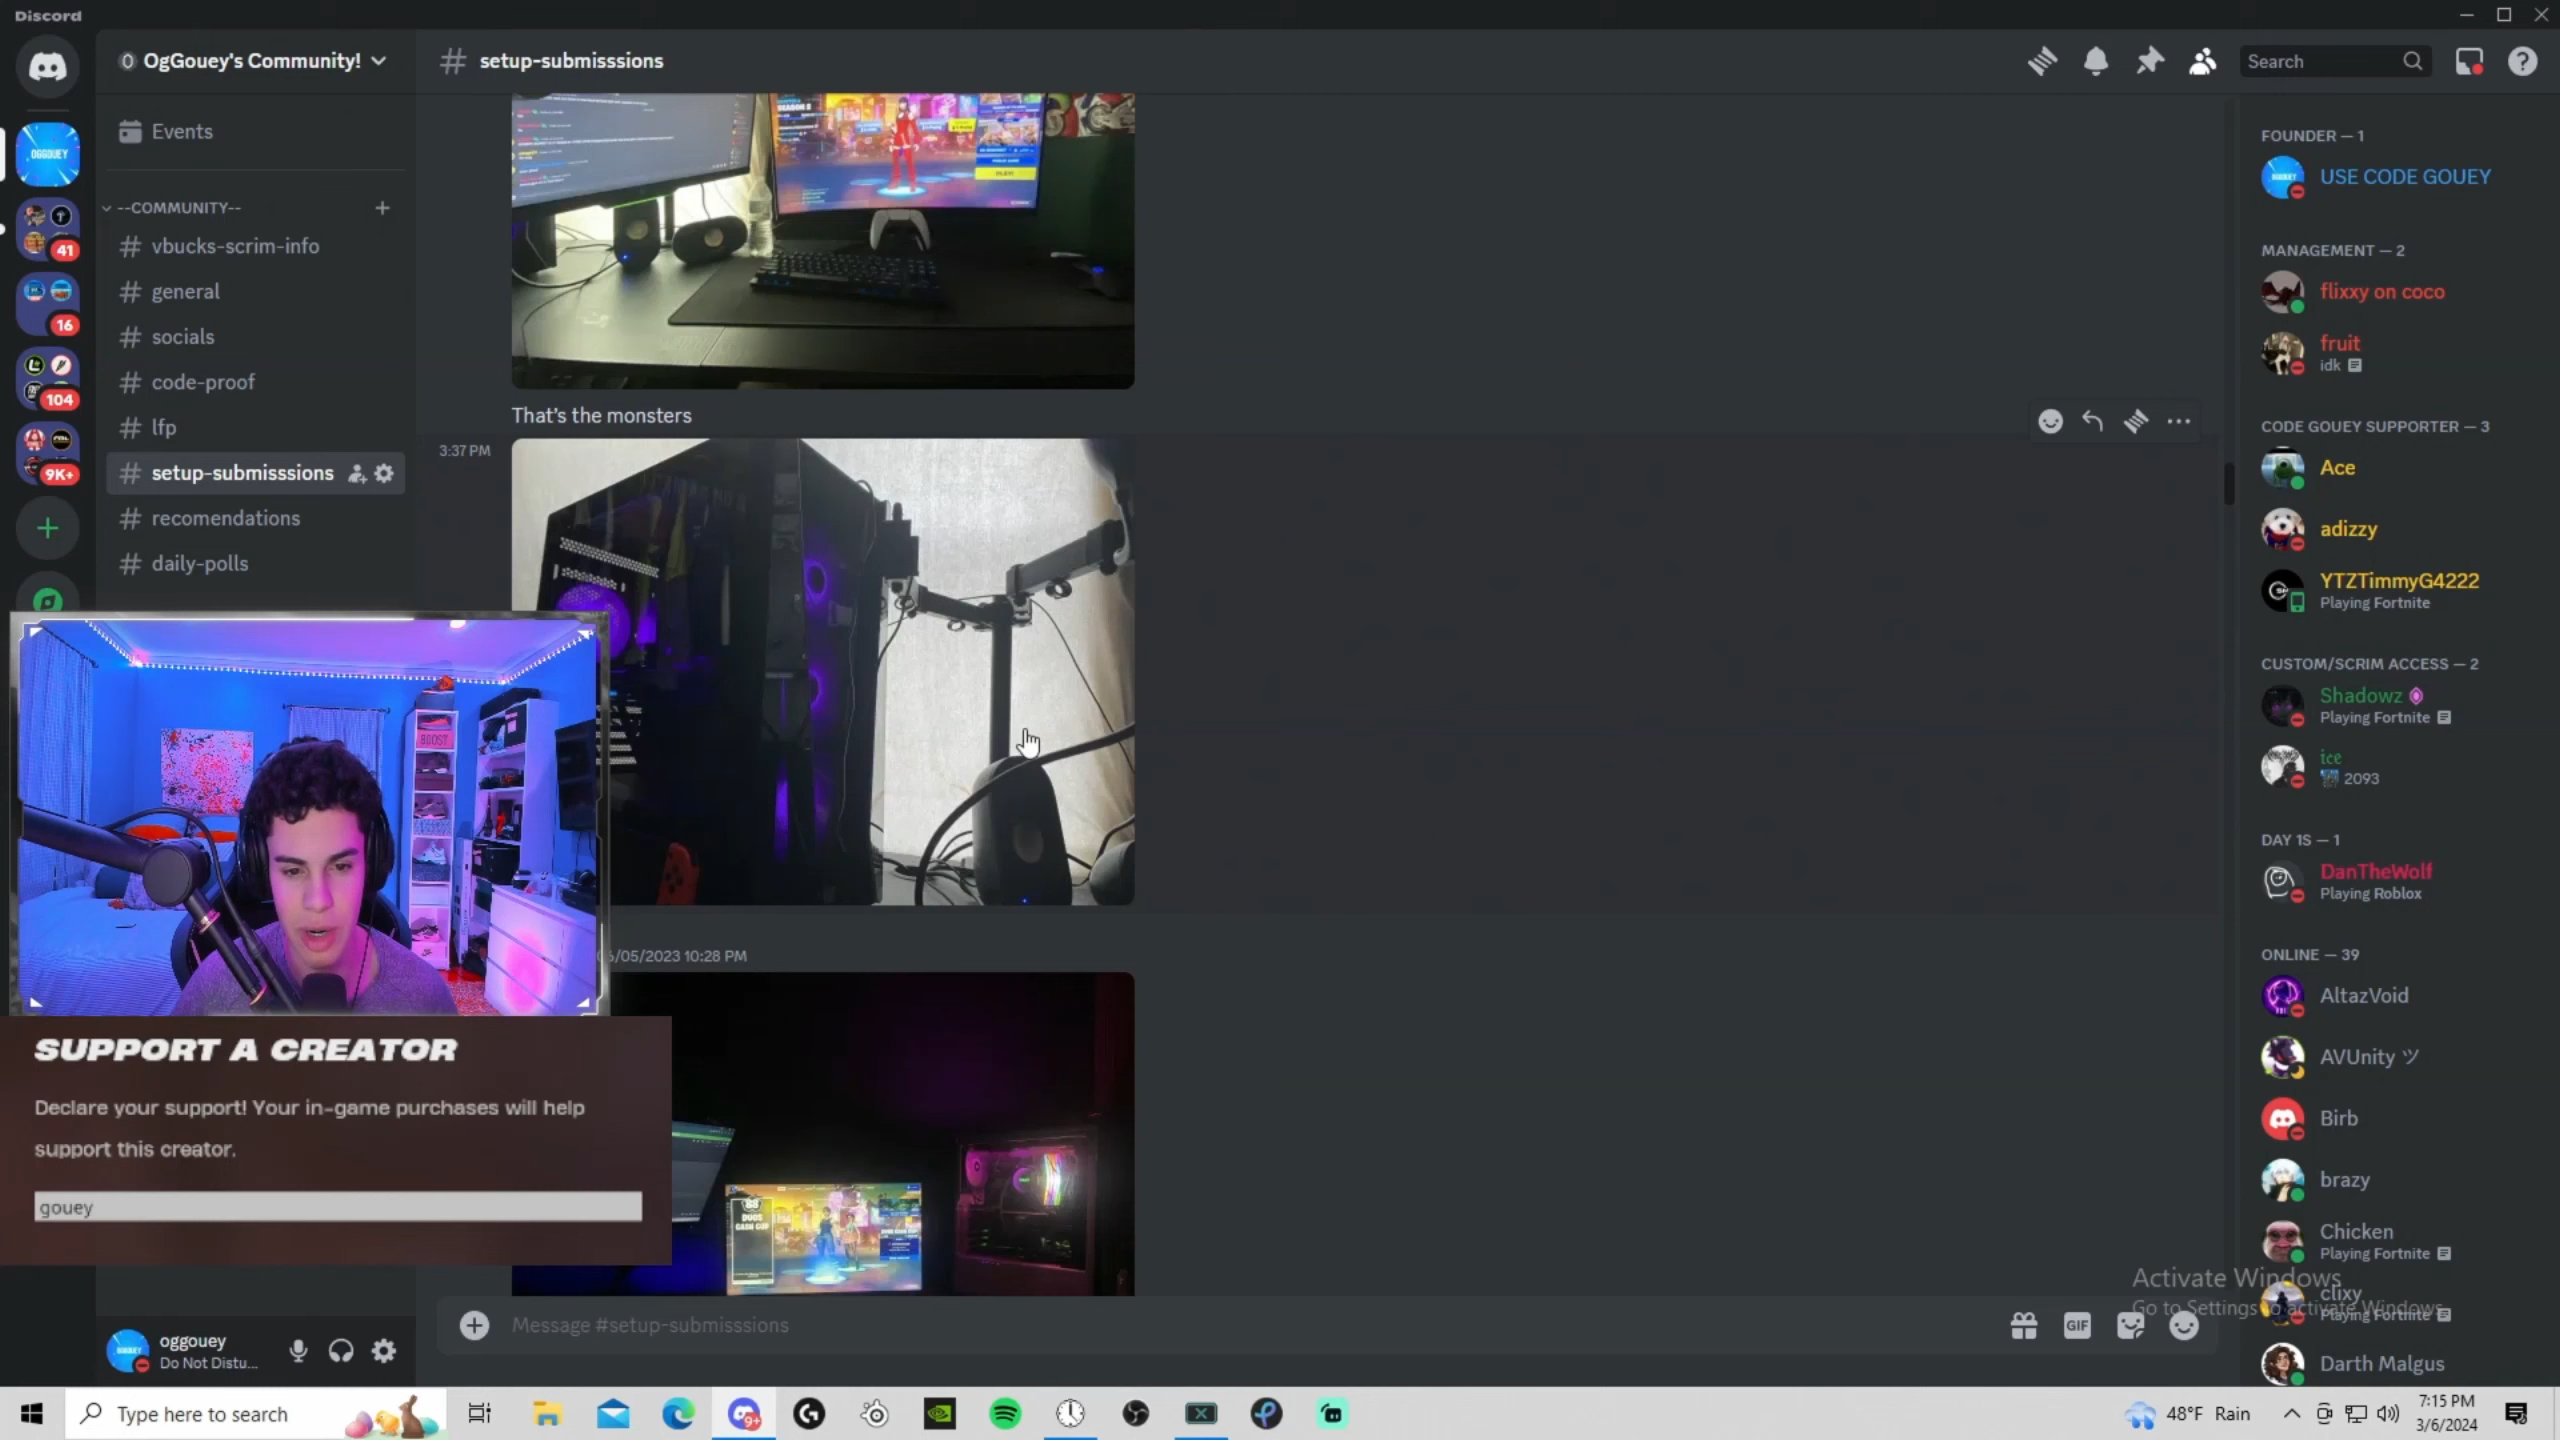 Discord
OgGouey's Community!
setup-submisssions
Search
Events
--COMMUNITY--
vbucks-scrim-info
general
socials
code-proof
lfp
setup-submisssions
recomendations
daily-polls
OGGOUEY
41
16
104
9K+
That's the monsters
3:37 PM
/05/2023 10:28 PM
BOOST
SUPPORT A CREATOR
Declare your support! Your in-game purchases will help
support this creator.
gouey
DUOS
CASH CUP
Message #setup-submisssions
GIF
oggouey
Do Not Distu...
FOUNDER — 1
USE CODE GOUEY
MANAGEMENT — 2
flixxy on coco
fruit
idk
CODE GOUEY SUPPORTER — 3
Ace
adizzy
YTZTimmyG4222
Playing Fortnite
CUSTOM/SCRIM ACCESS — 2
Shadowz
Playing Fortnite
ice
2093
DAY 1S — 1
DanTheWolf
Playing Roblox
ONLINE — 39
AltazVoid
AVUnity ツ
Birb
brazy
Chicken
Playing Fortnite
clixy
Playing Fortnite
Darth Malgus
Activate Windows
Go to Settings to activate Windows.
Type here to search
9+
48°F Rain
7:15 PM
3/6/2024